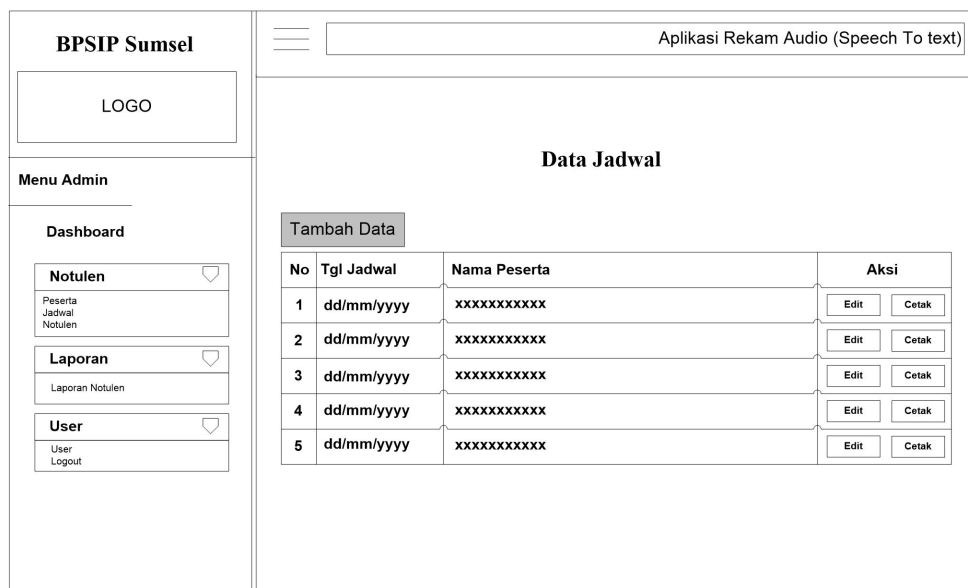 BPSIP Sumsel
LOGO
Menu Admin
Dashboard
Notulen
Peserta
Jadwal
Notulen
Laporan
Laporan Notulen
User
User
Logout
Aplikasi Rekam Audio (Speech To text)
Data Jadwal
Tambah Data
No Tgl Jadwal Nama Peserta Aksi
1 dd/mm/yyyy xxxxxxxxxxx Edit Cetak
2 dd/mm/yyyy xxxxxxxxxxx Edit Cetak
3 dd/mm/yyyy xxxxxxxxxxx Edit Cetak
4 dd/mm/yyyy xxxxxxxxxxx Edit Cetak
5 dd/mm/yyyy xxxxxxxxxxx Edit Cetak